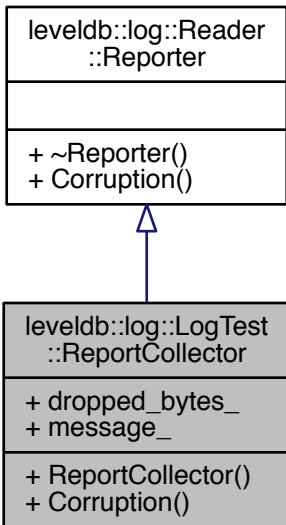 leveldb::log::Reader
::Reporter
+ ~Reporter()
+ Corruption()
leveldb::log::LogTest
::ReportCollector
+ dropped_bytes_
+ message_
+ ReportCollector()
+ Corruption()